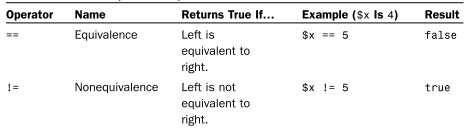 Operator Name Returns True If... Example ($x Is 4) Result
== Equivalence Left is $x == 5 false
equivalent to
right.
!= Nonequivalence Left is not $x != 5 true
equivalent to
right.